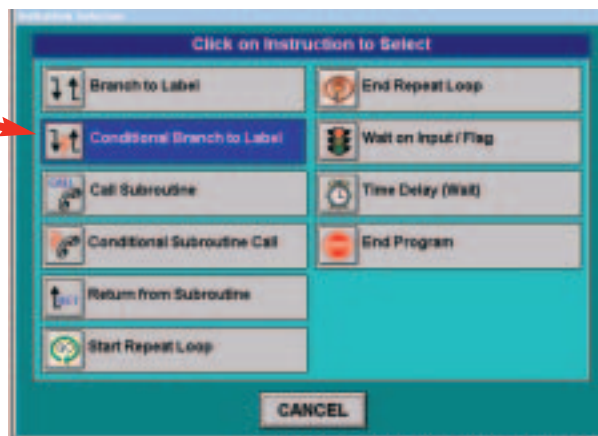 Click on Instruction to Select
Branch to Label
Conditional Branch to Label
Call Subroutine
Conditional Subroutine Call
Return from Subroutine
Start Repeat Loop
End Repeat Loop
Wait on Input / Flag
Time Delay (Wait)
End Program
CANCEL